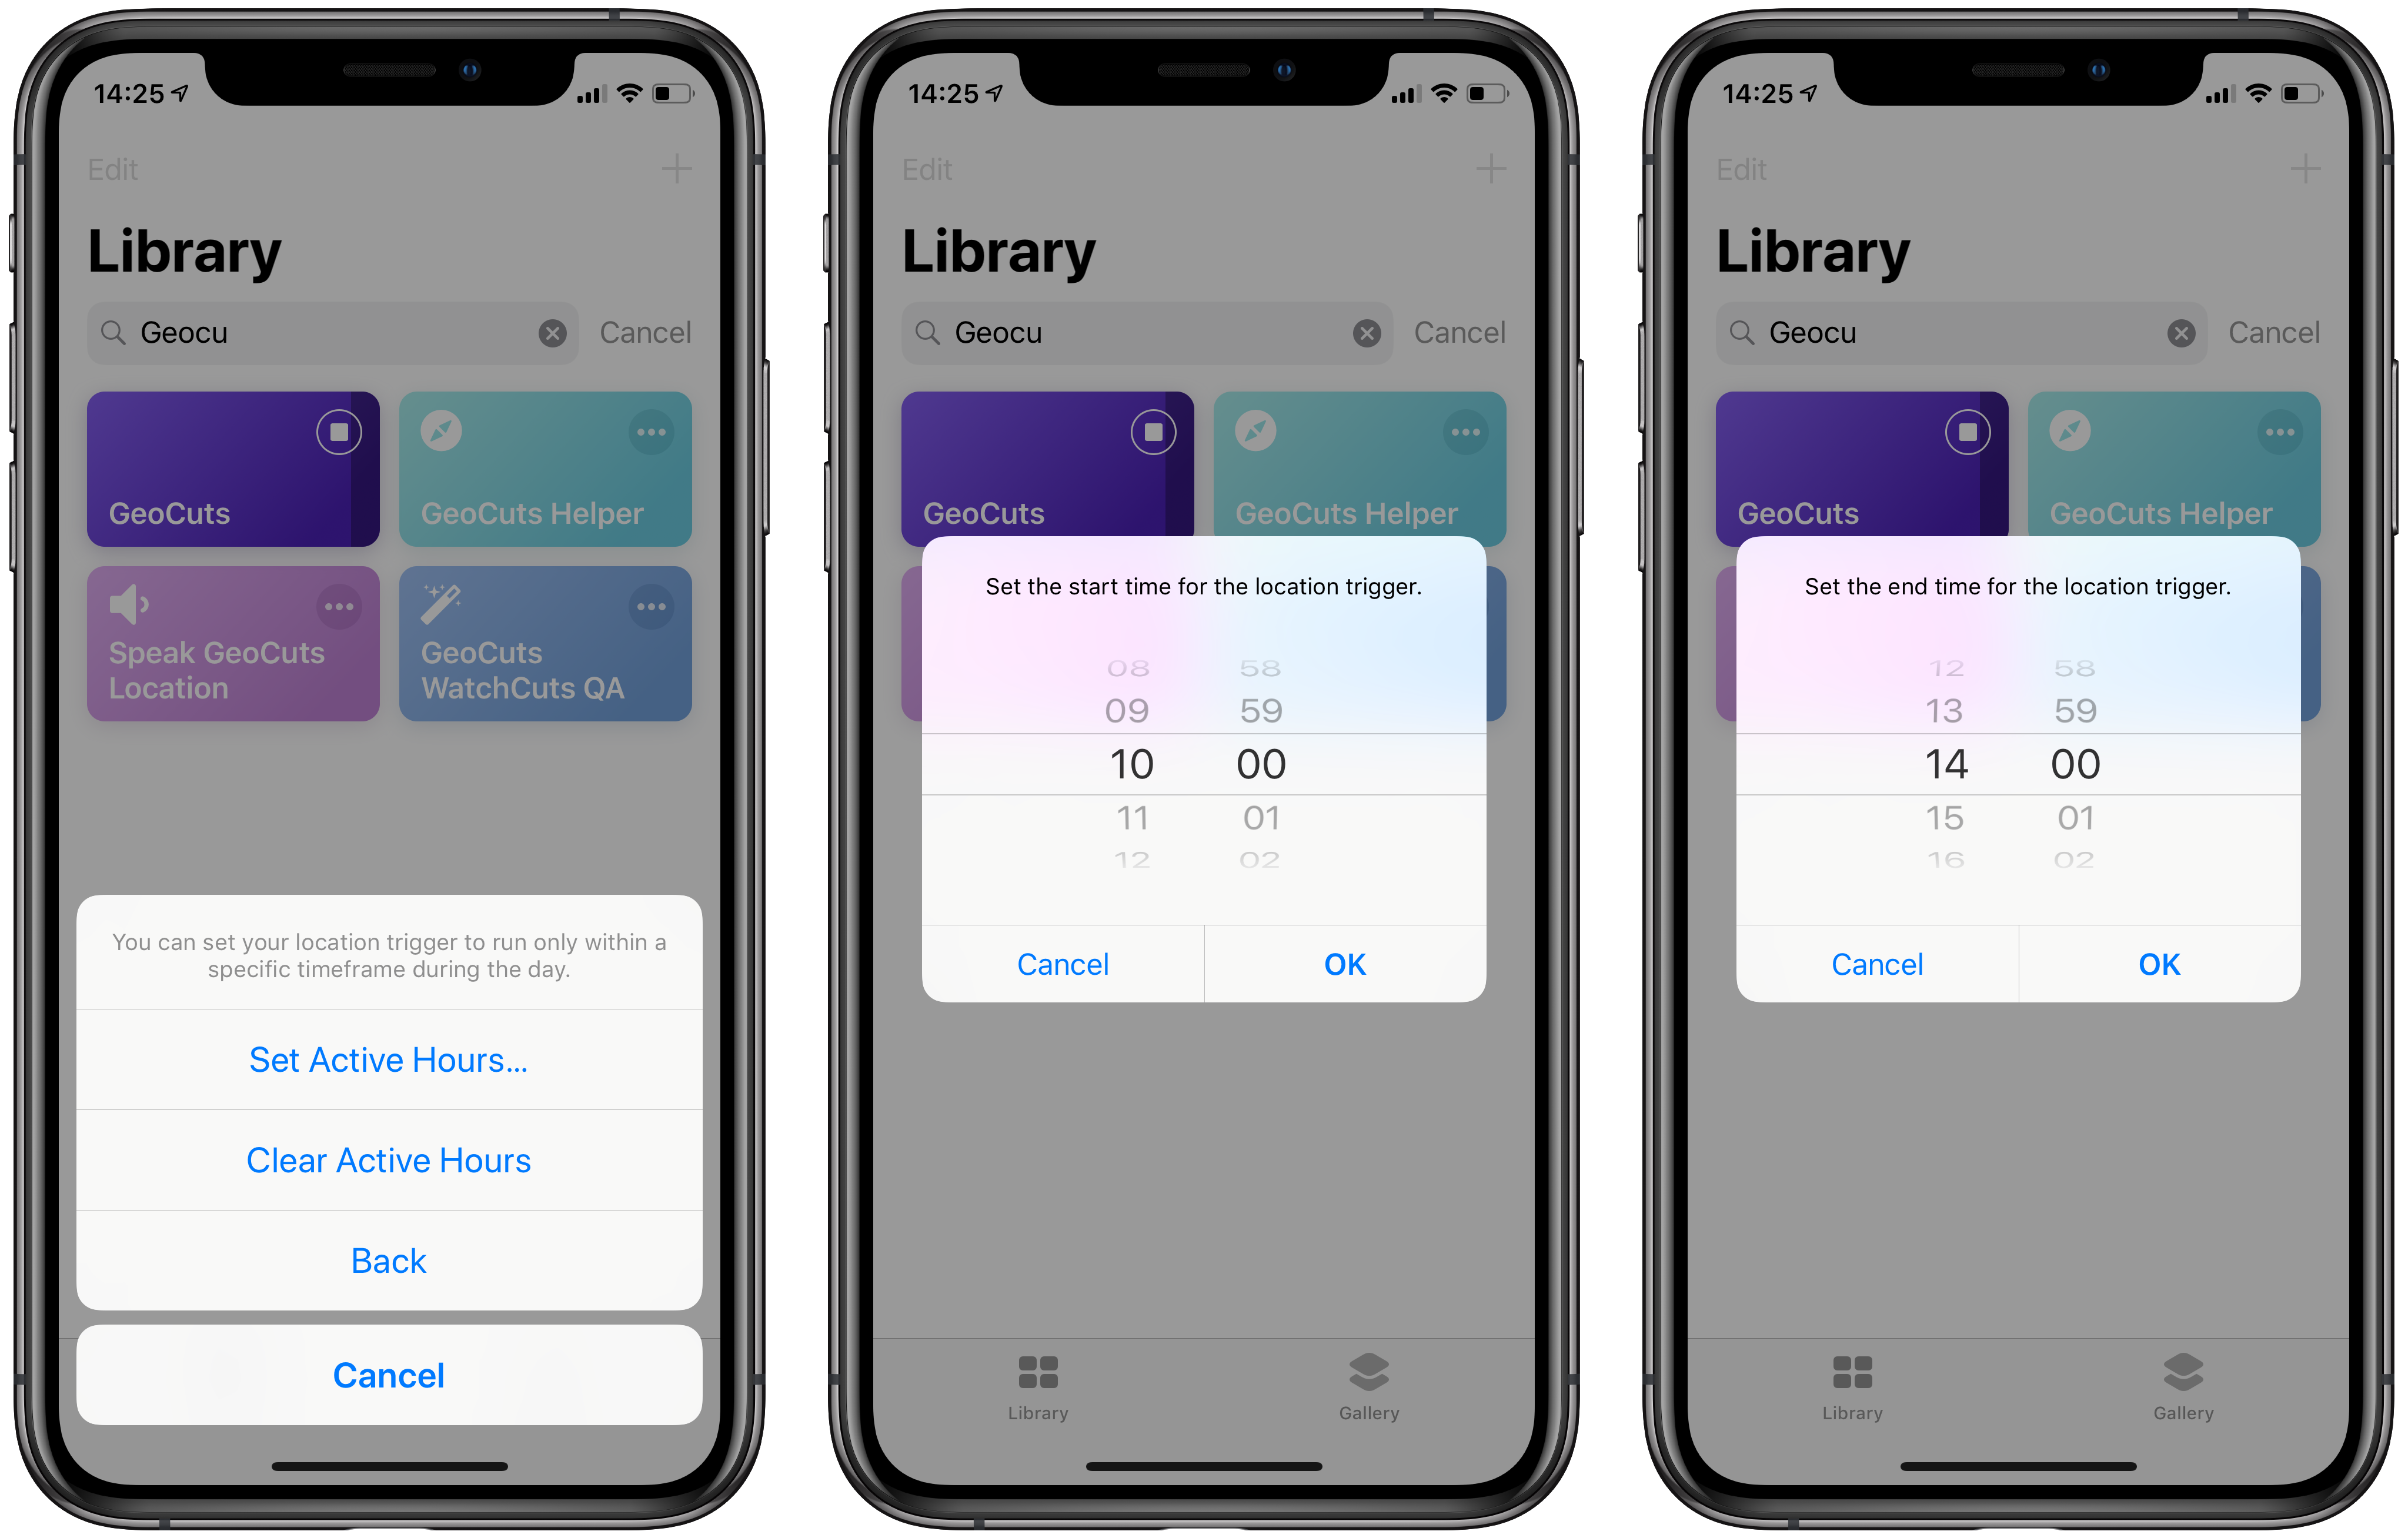 14:25
Edit
Library
Geocu
Cancel
GeoCuts
GeoCuts Helper
Speak GeoCuts
Location
GeoCuts
WatchCuts QA
You can set your location trigger to run only within a
specific timeframe during the day.
Set Active Hours...
Clear Active Hours
Back
Cancel
14:25
Edit
Library
Geocu
Cancel
GeoCuts
GeoCuts Helper
Set the start time for the location trigger.
08 58
09 59
10 00
11 01
12 02
Cancel
OK
Library
Gallery
14:25
Edit
Library
Geocu
Cancel
GeoCuts
GeoCuts Helper
Set the end time for the location trigger.
12 58
13 59
14 00
15 01
16 02
Cancel
OK
Library
Gallery